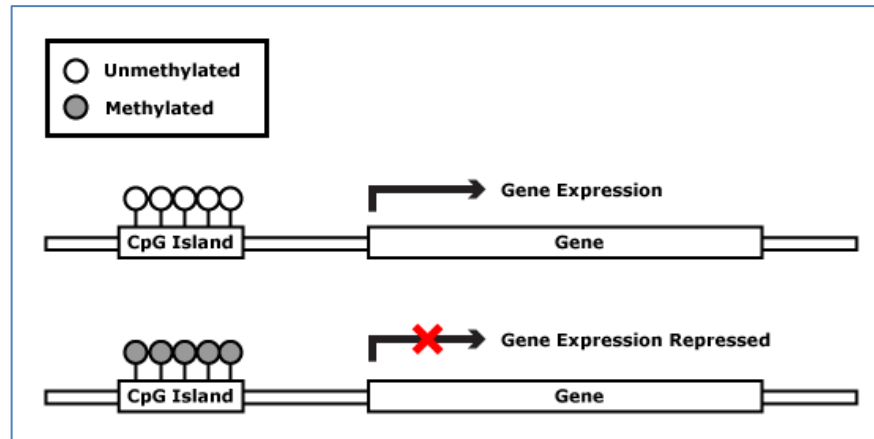 Unmethylated
Methylated
Gene Expression
CpG Island
Gene
Gene Expression Repressed
CpG Island
Gene